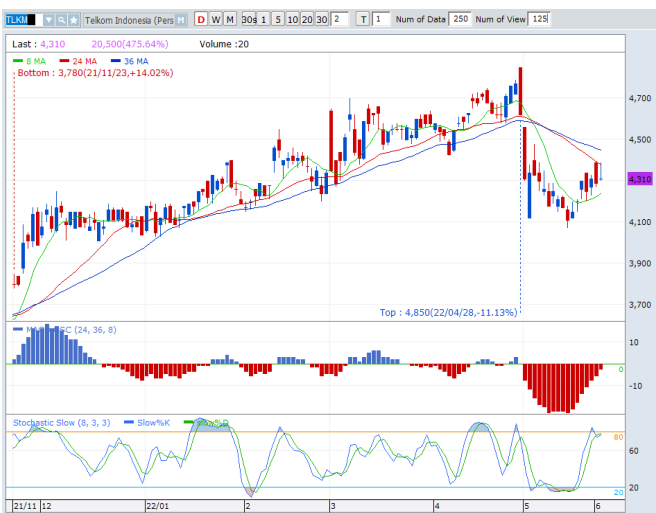 TLKM Telkom Indonesia (Pers M D W M 30s 1 5 10 20 30 2 T 1 Num of Data 250 Num of View 125
Last : 4,310 20,500(475.64%) Volume :20
8 MA 24 MA 36 MA
Bottom : 3,780(21/11/23,+14.02%)
4,700
4,500
4,310
4,100
3,900
3,700
Top : 4,850(22/04/28,-11.13%)
SC (24, 36, 8)
10
0
-10
Stochastic Slow (8, 3, 3) Slow%K Slow%D
80
60
20
20
21/11 12 22/01 2 3 4 5 6